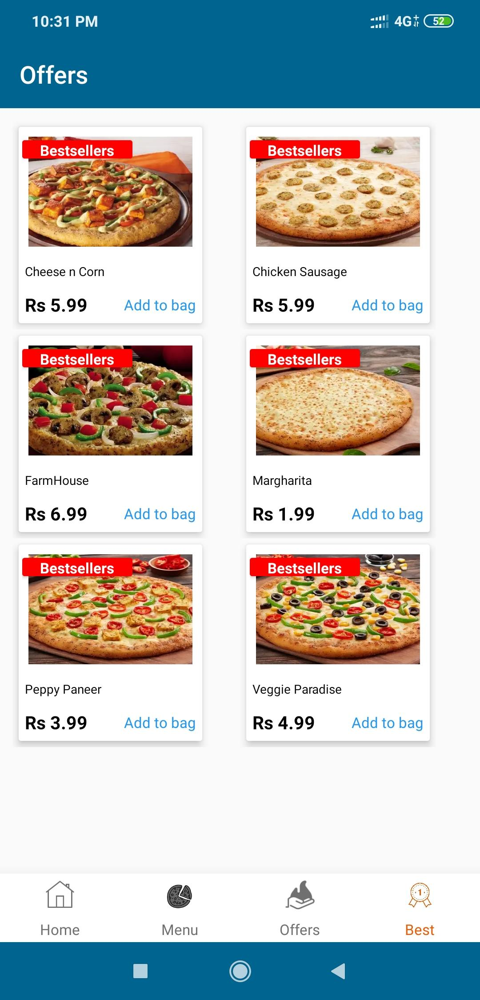 10:31 PM 4G 52
Offers
Bestsellers Bestsellers
Cheese n Corn Chicken Sausage
Rs 5.99 Add to bag Rs 5.99 Add to bag
Bestsellers Bestsellers
FarmHouse Margharita
Rs 6.99 Add to bag Rs 1.99 Add to bag
Bestsellers Bestsellers
Peppy Paneer Veggie Paradise
Rs 3.99 Add to bag Rs 4.99 Add to bag
1
Home Menu Offers Best